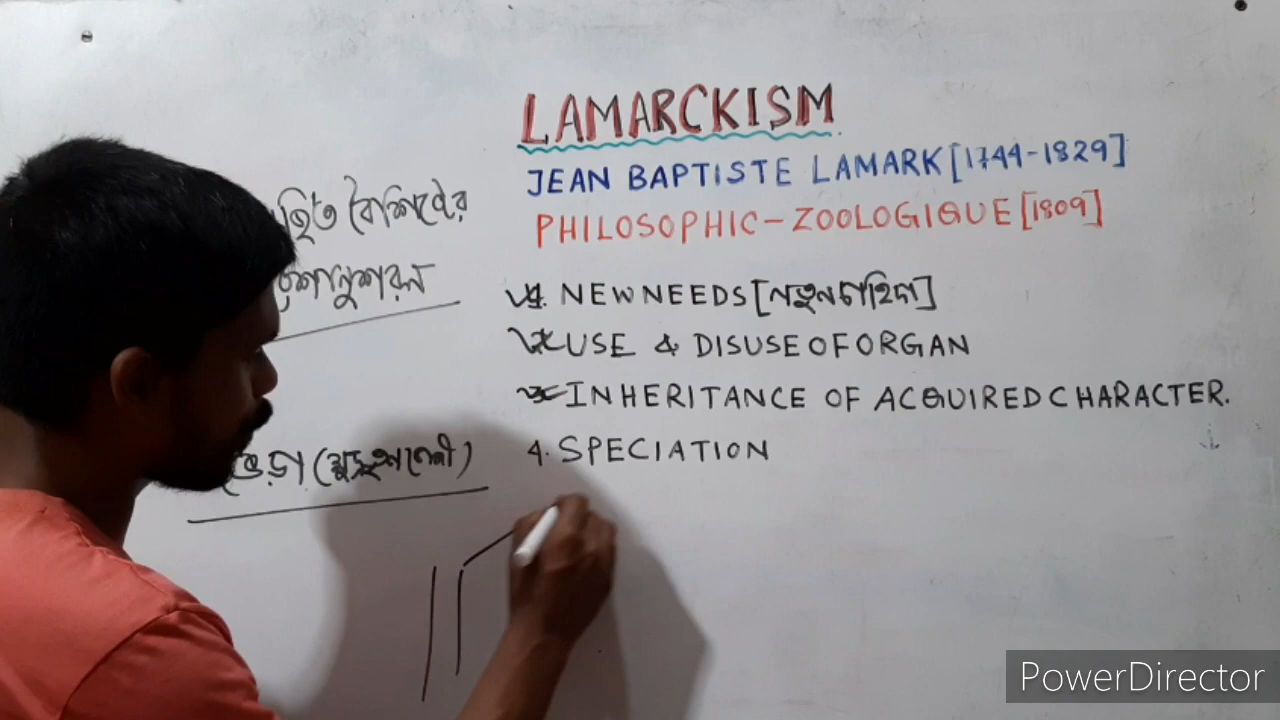 LAMARCKISM
JEAN BAPTISTE LAMARK [1744-1829]
PHILOSOPHIC-ZOOLOGIQUE [1809]
বৈশিষ্ট্যের
NEW NEEDS [নতুন চাহিদা]
USE & DISUSE OF ORGAN
INHERITANCE OF ACQUIRED CHARACTER.
4. SPECIATION
PowerDirector